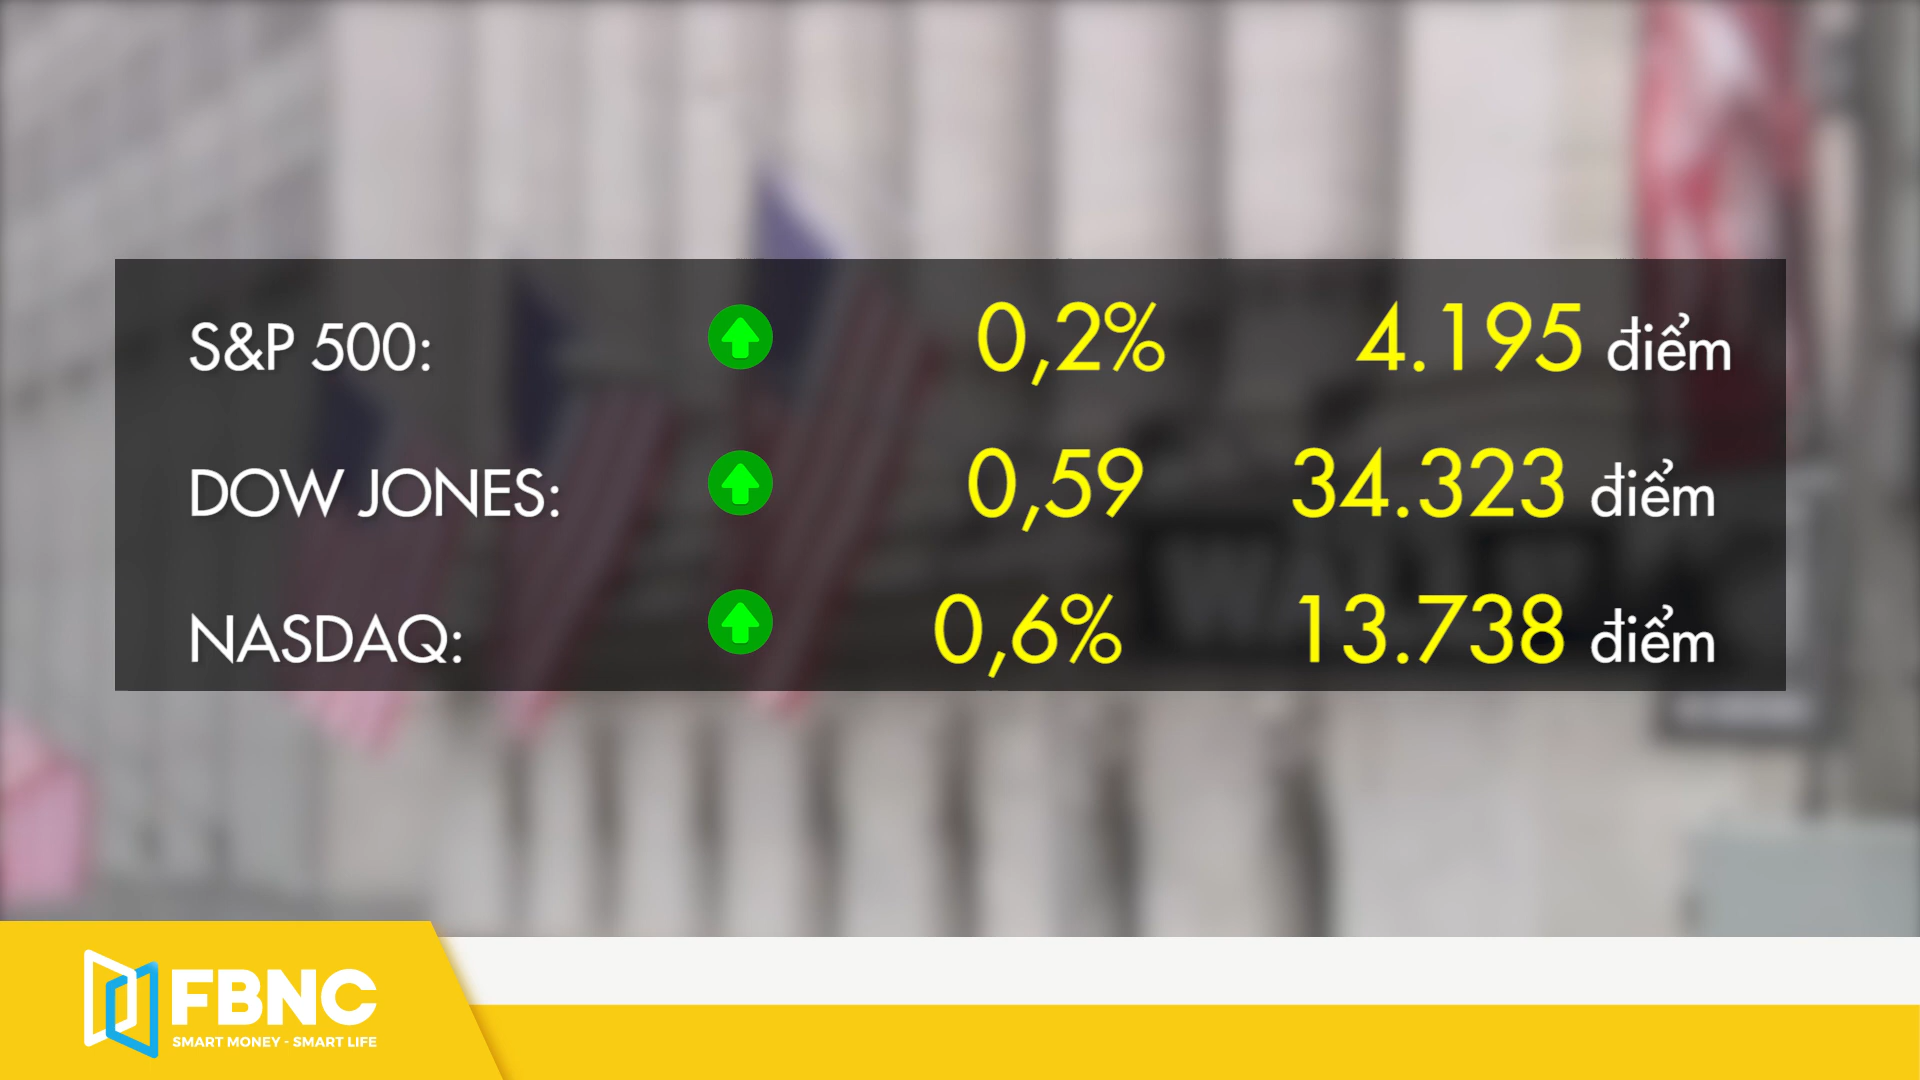 S&P 500: 0,2% 4.195 điểm
DOW JONES: 0,59 34.323 điểm
NASDAQ: 0,6% 13.738 điểm
WALL
FBNC
SMART MONEY - SMART LIFE